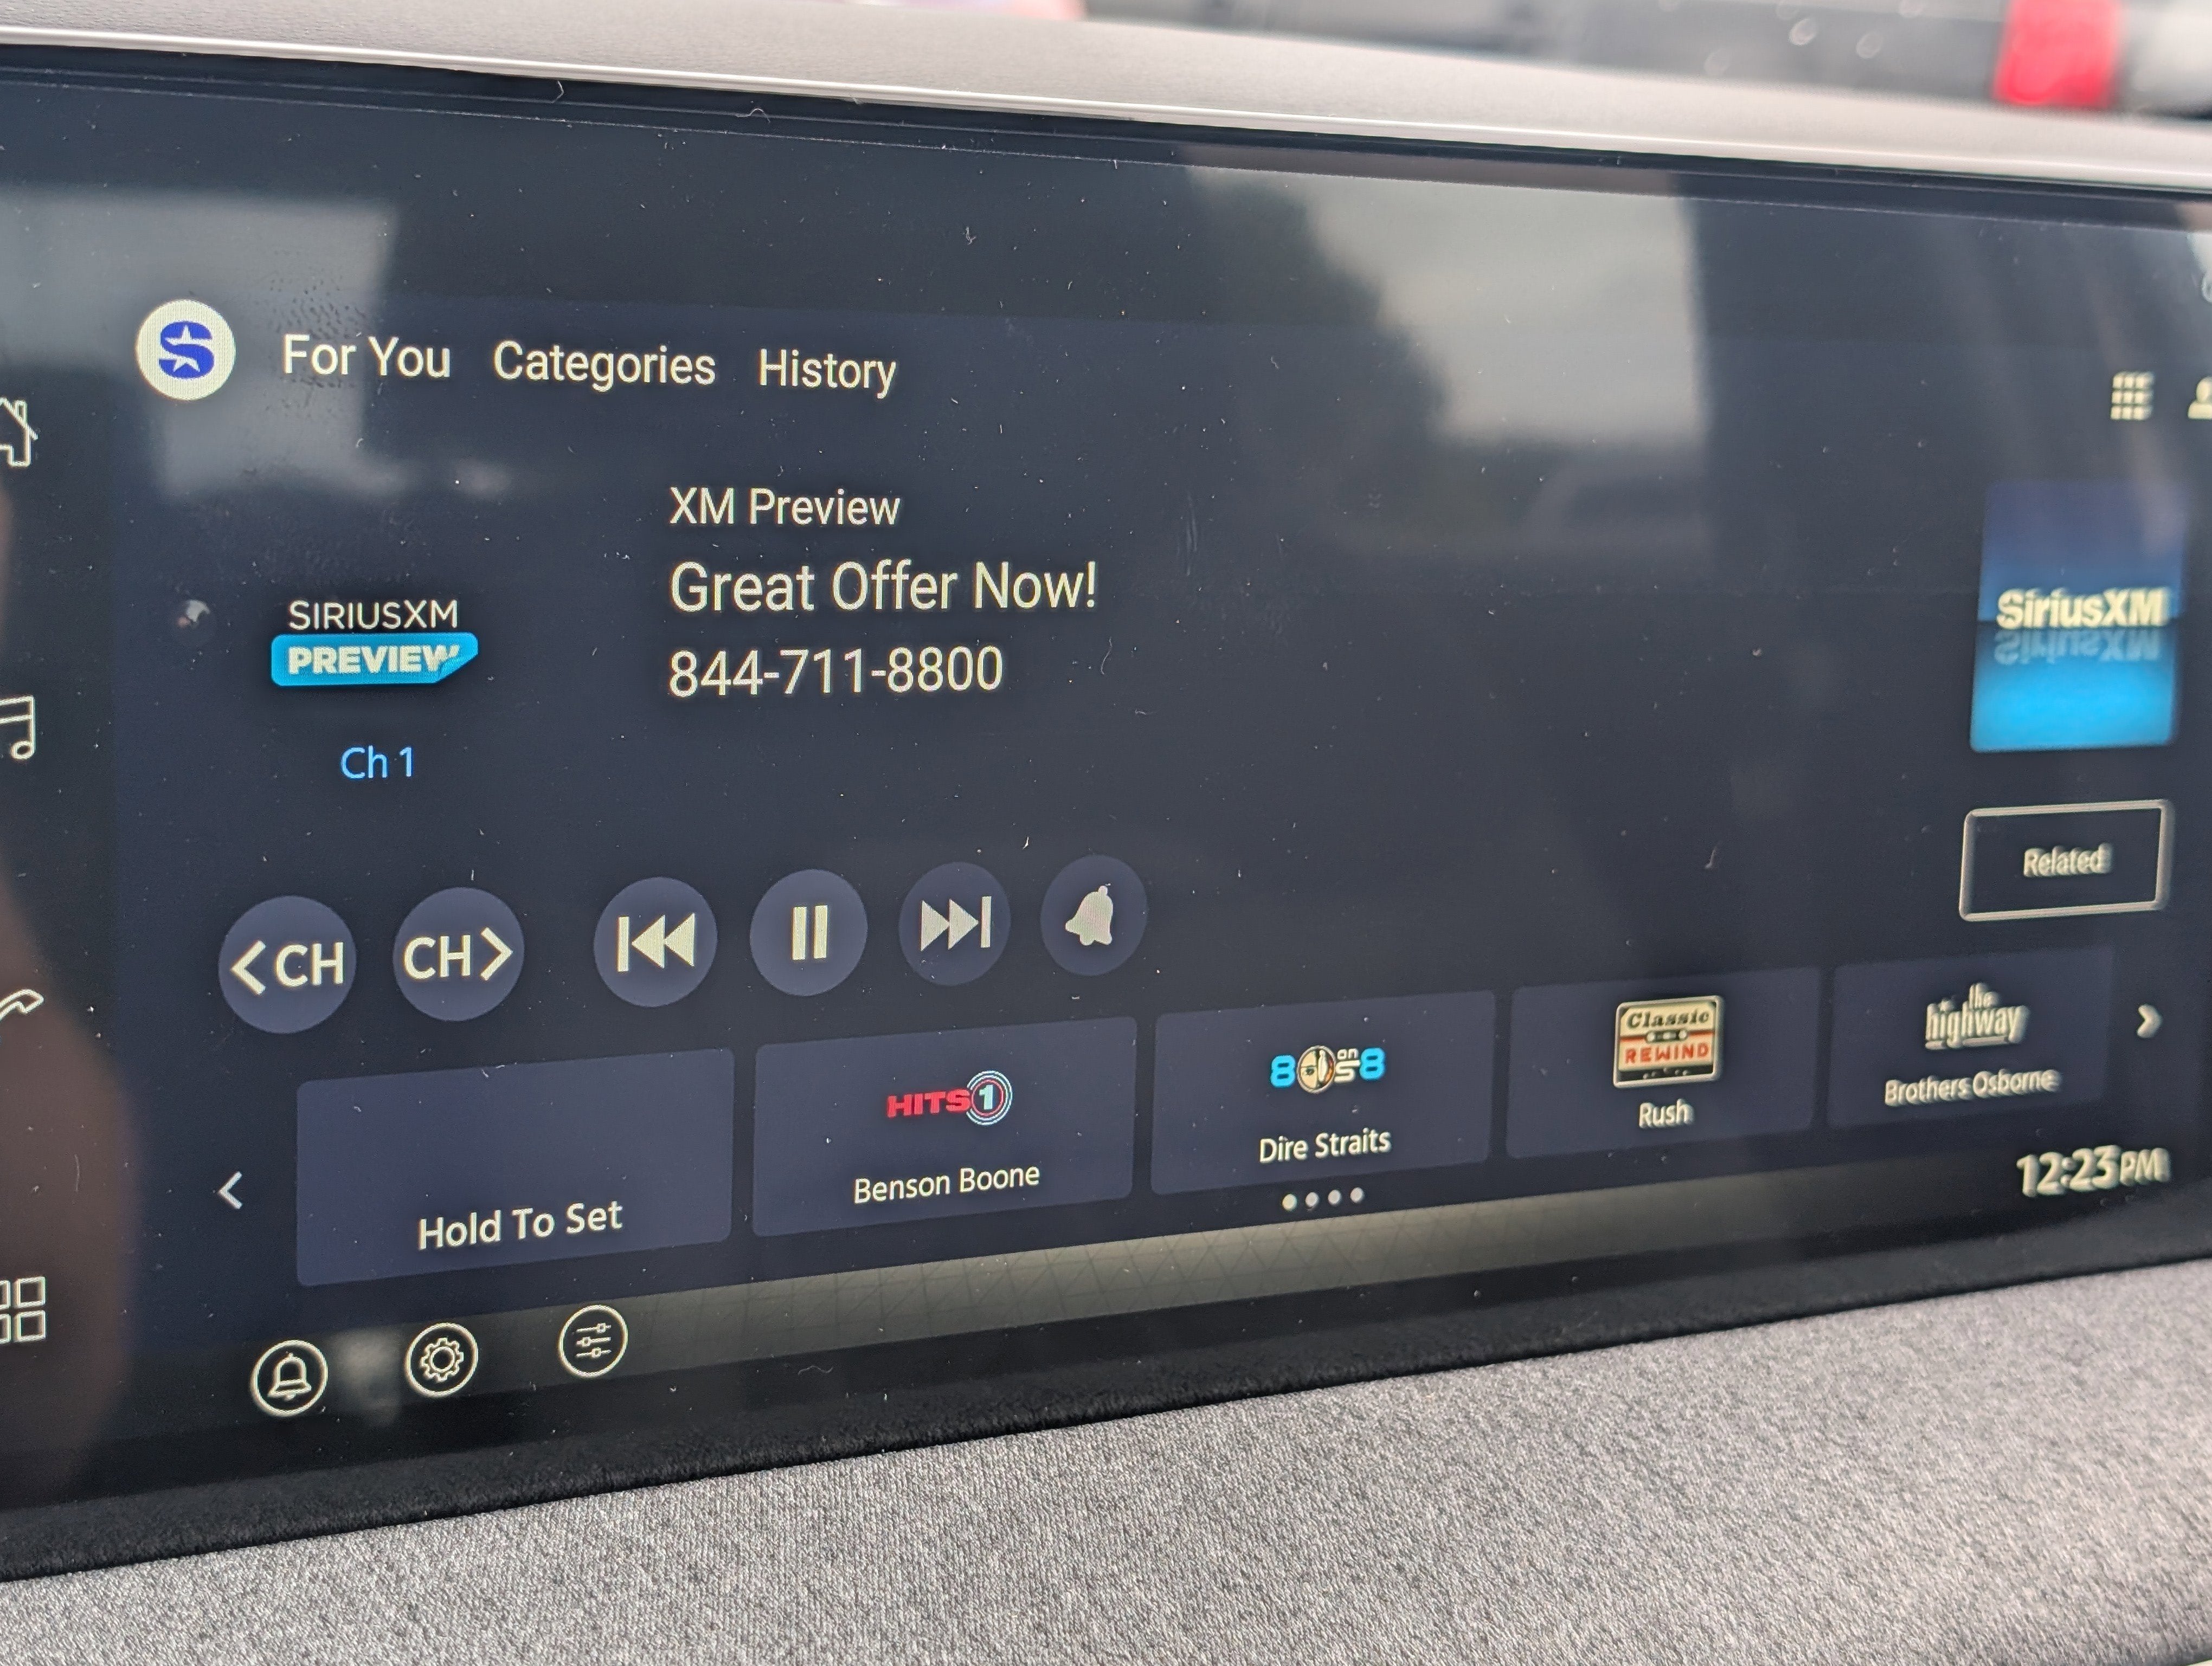 For You Categories History
XM Preview
Great Offer Now!
844-711-8800
SIRIUSXM
PREVIEW
Ch 1
SiriusXM
SiriusXM
Related
<CH CH>
Hold To Set
HITS 1
Benson Boone
80s on 8
Dire Straits
Classic
REWIND
Rush
the
highway
Brothers Osborne
12:23 PM